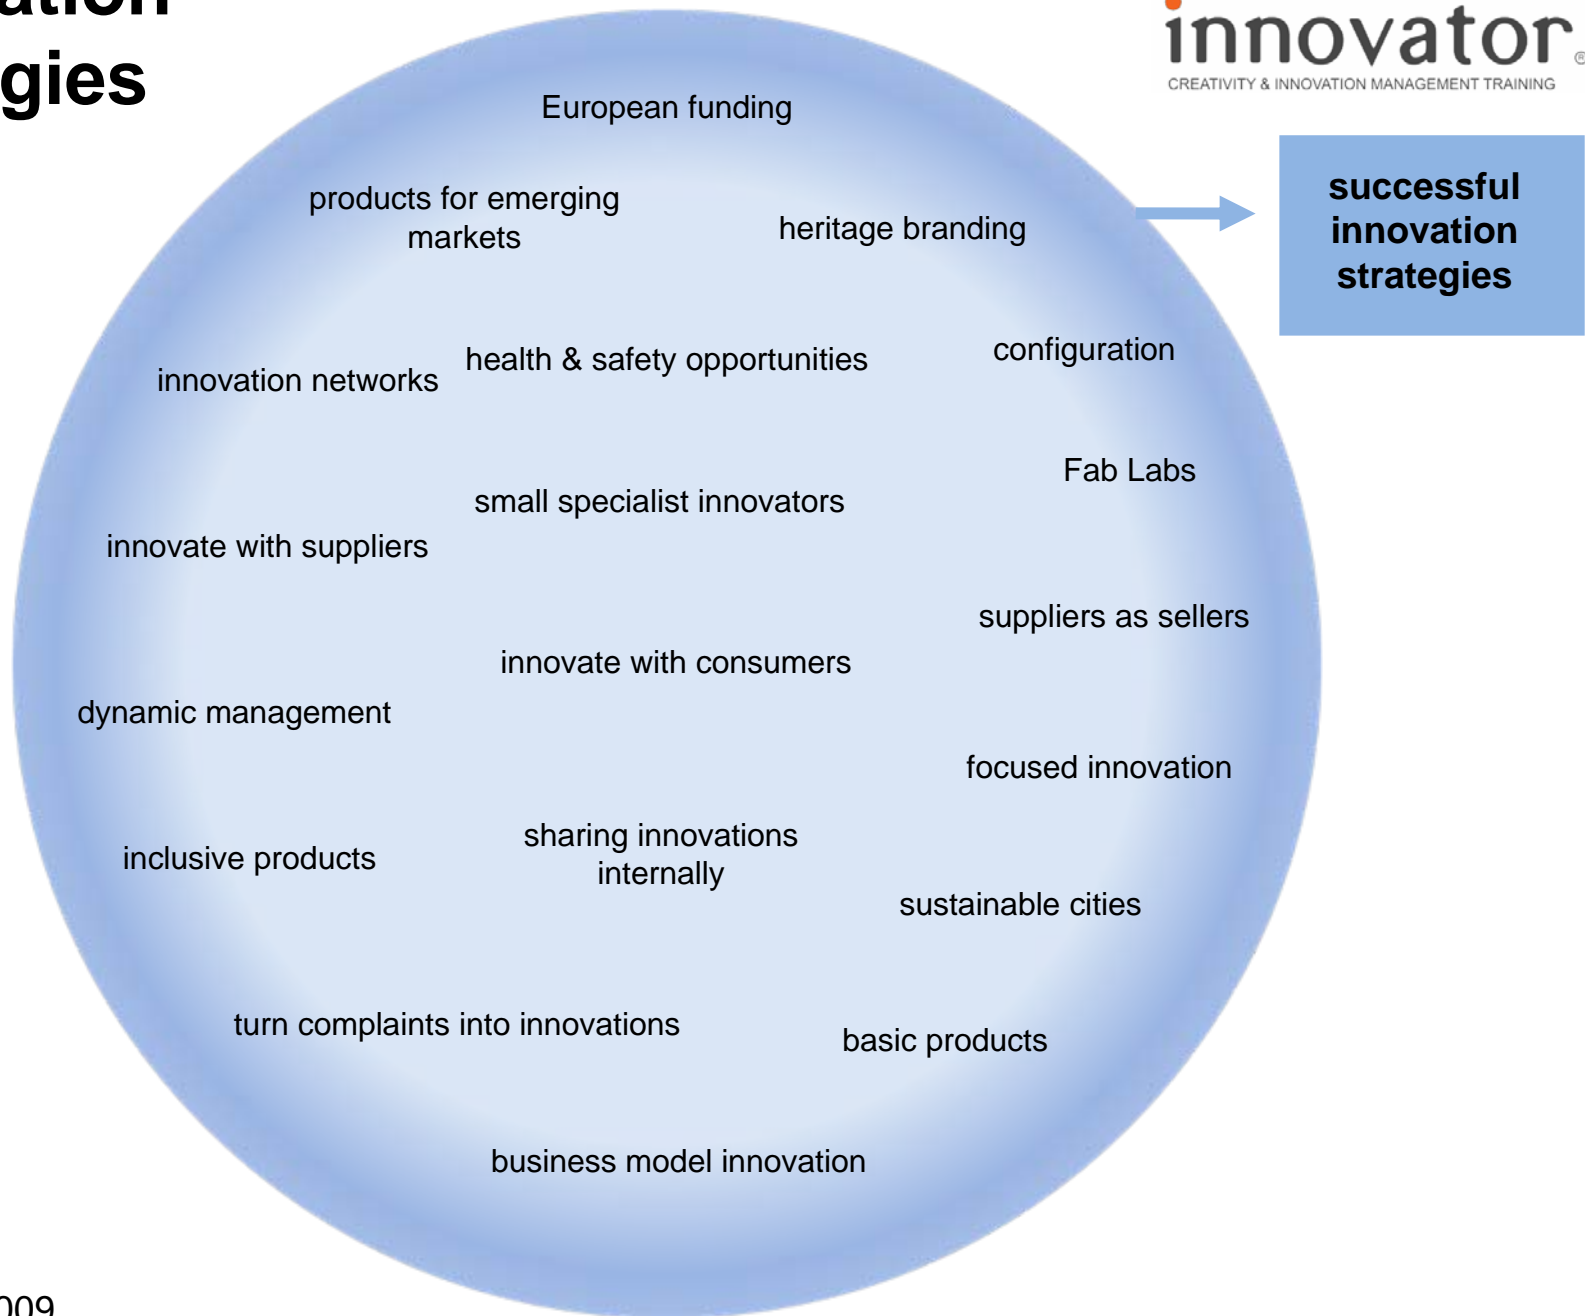 ation
gies
innovator®
CREATIVITY & INNOVATION MANAGEMENT TRAINING
European funding
products for emerging
markets
heritage branding
successful
innovation
strategies
innovation networks
health & safety opportunities
configuration
Fab Labs
small specialist innovators
innovate with suppliers
suppliers as sellers
innovate with consumers
dynamic management
focused innovation
sharing innovations
internally
inclusive products
sustainable cities
turn complaints into innovations
basic products
business model innovation
009